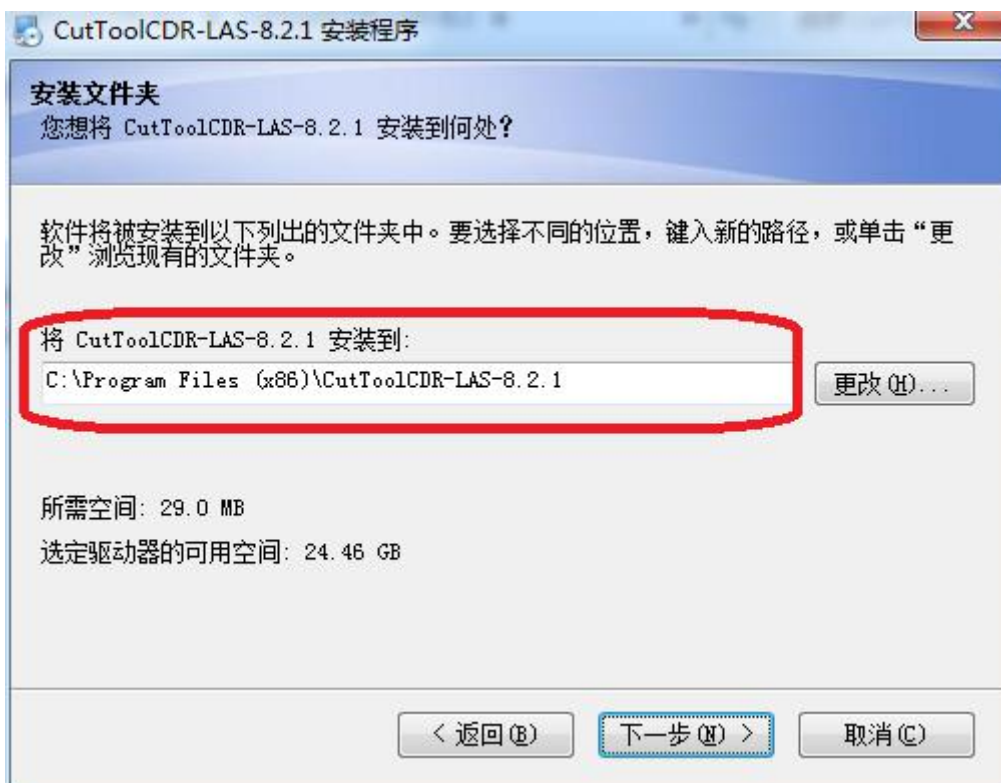 CutToolCDR-LAS-8.2.1 安装程序
安装文件夹
您想将 CutToolCDR-LAS-8.2.1 安装到何处?
软件将被安装到以下列出的文件夹中。要选择不同的位置，键入新的路径，或单击“更
改”浏览现有的文件夹。
将 CutToolCDR-LAS-8.2.1 安装到:
C:\Program Files (x86)\CutToolCDR-LAS-8.2.1
更改(H)...
所需空间: 29.0 MB
选定驱动器的可用空间: 24.46 GB
< 返回(B)
下一步(N) >
取消(C)